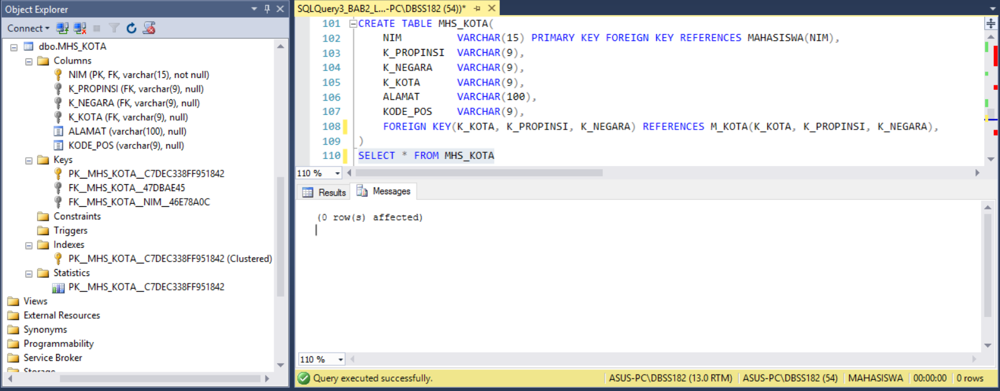 Object Explorer
Connect
dbo.MHS_KOTA
Columns
NIM (PK, FK, varchar(15), not null)
K_PROPINSI (FK, varchar(9), null)
K_NEGARA (FK, varchar(9), null)
K_KOTA (FK, varchar(9), null)
ALAMAT (varchar(100), null)
KODE_POS (varchar(9), null)
Keys
PK__MHS_KOTA__C7DEC338FF951842
FK__MHS_KOTA__47DBAE45
FK__MHS_KOTA__NIM__46E78A0C
Constraints
Triggers
Indexes
PK__MHS_KOTA__C7DEC338FF951842 (Clustered)
Statistics
PK__MHS_KOTA__C7DEC338FF951842
Views
External Resources
Synonyms
Programmability
Service Broker
Storage
SQLQuery3_BAB2_L...-PC\DBSS182 (54))*
101 CREATE TABLE MHS_KOTA(
102 NIM VARCHAR(15) PRIMARY KEY FOREIGN KEY REFERENCES MAHASISWA(NIM),
103 K_PROPINSI VARCHAR(9),
104 K_NEGARA VARCHAR(9),
105 K_KOTA VARCHAR(9),
106 ALAMAT VARCHAR(100),
107 KODE_POS VARCHAR(9),
108 FOREIGN KEY(K_KOTA, K_PROPINSI, K_NEGARA) REFERENCES M_KOTA(K_KOTA, K_PROPINSI, K_NEGARA),
109 )
110 SELECT * FROM MHS_KOTA
110 %
Results Messages
(0 row(s) affected)
110 %
Query executed successfully. ASUS-PC\DBSS182 (13.0 RTM) ASUS-PC\DBSS182 (54) MAHASISWA 00:00:00 0 rows